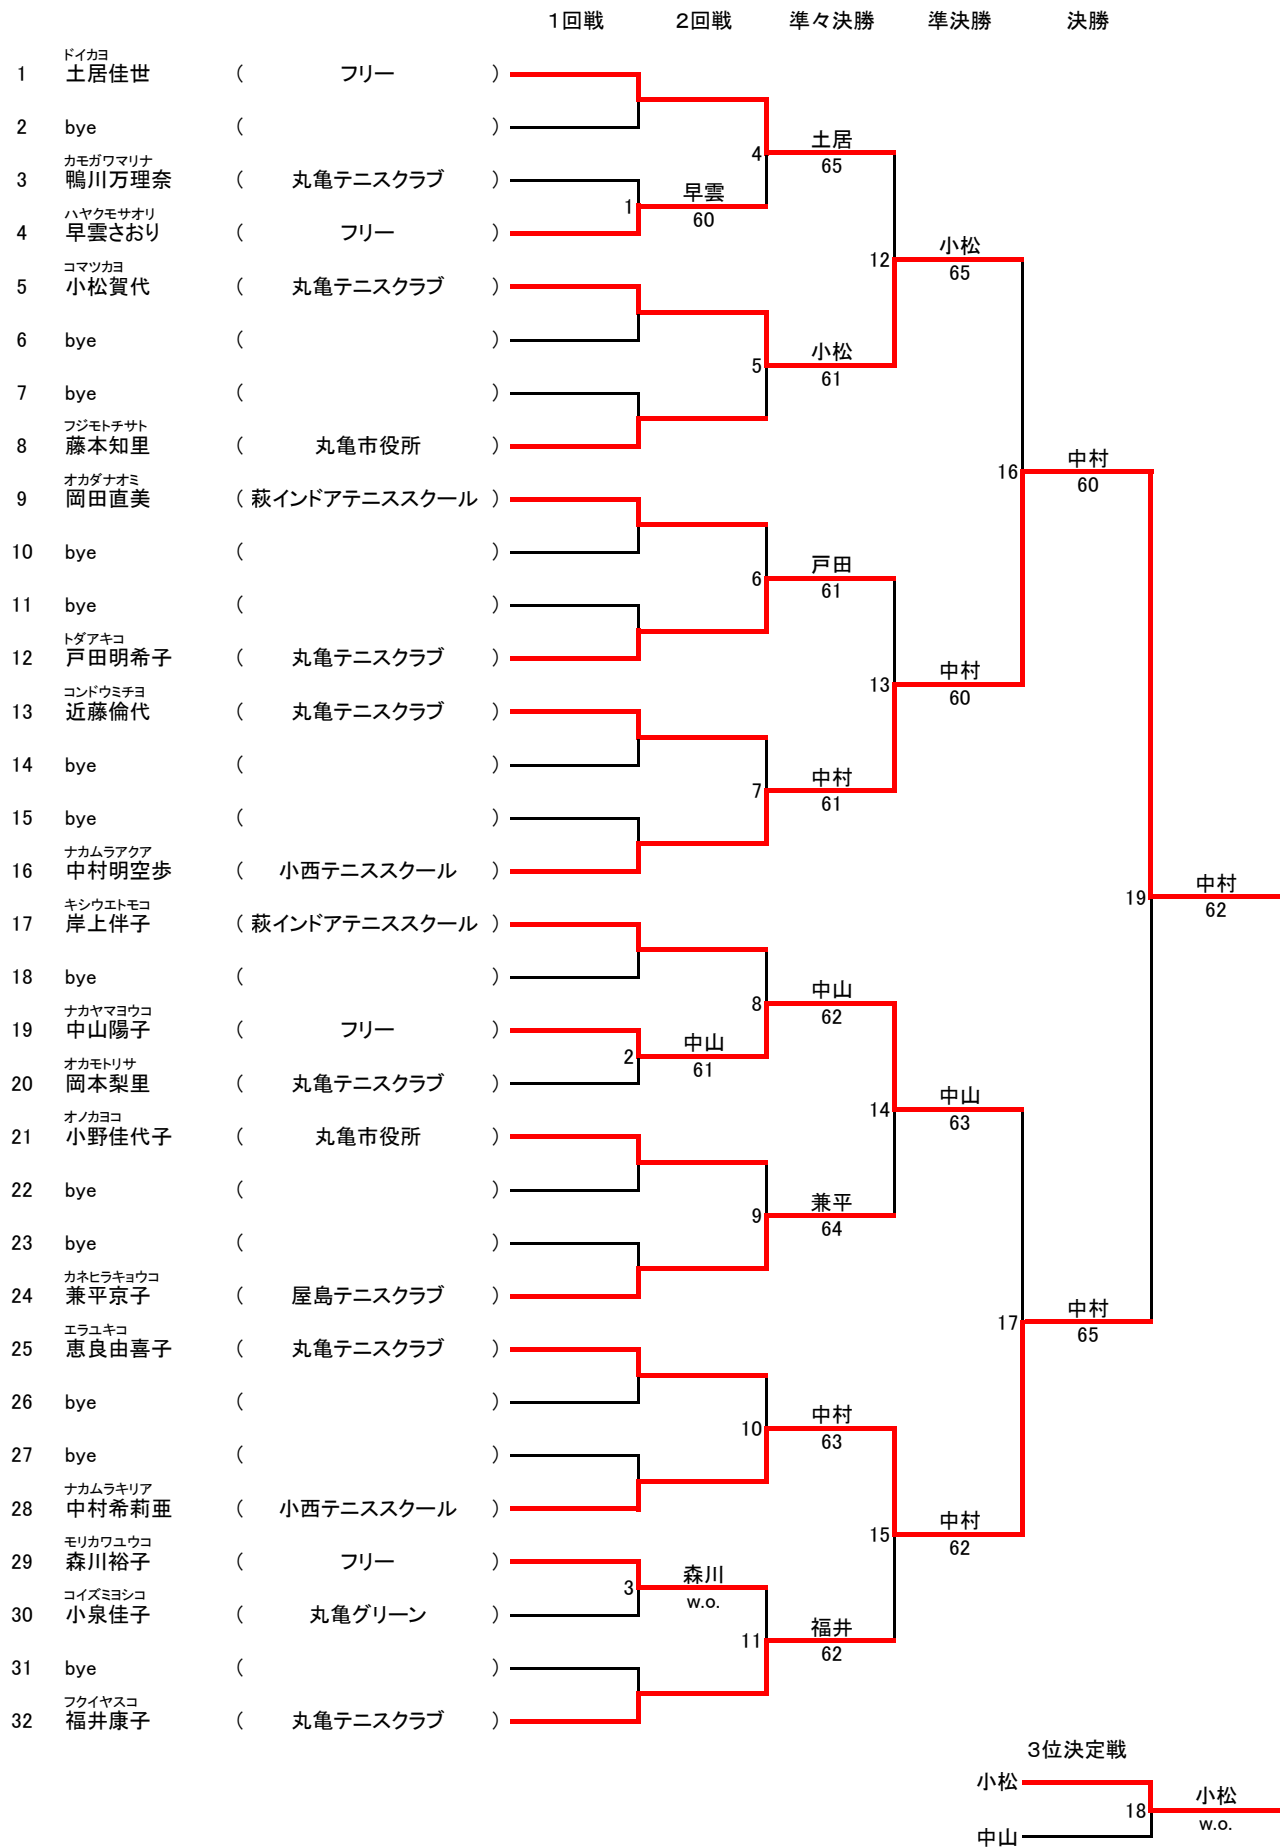 1回戦 2回戦 準々決勝 準決勝 決勝
ドイカヨ
1 土居佳世 ( フリー )
2 bye ( )
土居
4
65
カモガワマリナ
3 鴨川万理奈 ( 丸亀テニスクラブ )
早雲
1
60
ハヤクモサオリ
4 早雲さおり ( フリー )
小松
12
65
コマツカヨ
5 小松賀代 ( 丸亀テニスクラブ )
6 bye ( )
小松
5
61
7 bye ( )
フジモトチサト
8 藤本知里 ( 丸亀市役所 )
中村
16
60
オカダナオミ
9 岡田直美 ( 萩インドアテニススクール )
10 bye ( )
戸田
6
61
11 bye ( )
トダアキコ
12 戸田明希子 ( 丸亀テニスクラブ )
中村
13
60
コンドウミチヨ
13 近藤倫代 ( 丸亀テニスクラブ )
14 bye ( )
中村
7
61
15 bye ( )
ナカムラアクア
16 中村明空歩 ( 小西テニススクール )
中村
19
62
キシウエトモコ
17 岸上伴子 ( 萩インドアテニススクール )
18 bye ( )
中山
8
62
ナカヤマヨウコ
19 中山陽子 ( フリー )
中山
2
61
オカモトリサ
20 岡本梨里 ( 丸亀テニスクラブ )
中山
14
63
オノカヨコ
21 小野佳代子 ( 丸亀市役所 )
22 bye ( )
兼平
9
64
23 bye ( )
カネヒラキョウコ
24 兼平京子 ( 屋島テニスクラブ )
中村
17
65
エラユキコ
25 恵良由喜子 ( 丸亀テニスクラブ )
26 bye ( )
中村
10
63
27 bye ( )
ナカムラキリア
28 中村希莉亜 ( 小西テニススクール )
中村
15
62
モリカワユウコ
29 森川裕子 ( フリー )
森川
3
w.o.
コイズミヨシコ
30 小泉佳子 ( 丸亀グリーン )
福井
11
62
31 bye ( )
フクイヤスコ
32 福井康子 ( 丸亀テニスクラブ )
3位決定戦
小松
小松
18
w.o.
中山